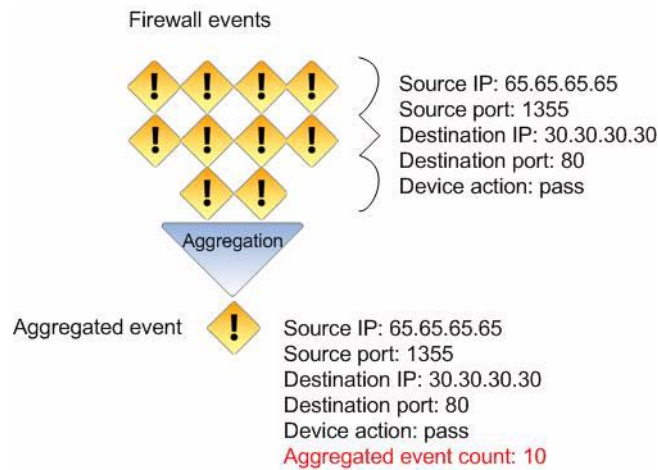 Firewall events
Source IP: 65.65.65.65
Source port: 1355
Destination IP: 30.30.30.30
Destination port: 80
Device action: pass
Aggregation
Aggregated event
Source IP: 65.65.65.65
Source port: 1355
Destination IP: 30.30.30.30
Destination port: 80
Device action: pass
Aggregated event count: 10